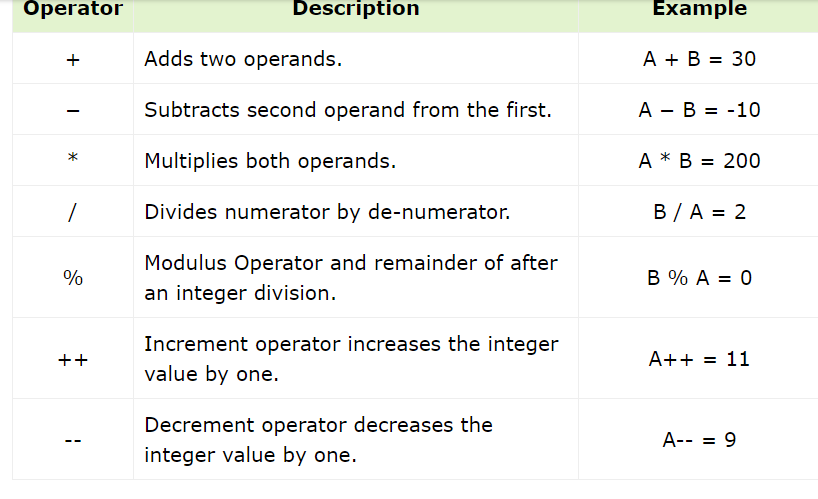 Operator Description Example
+ Adds two operands. A + B = 30
− Subtracts second operand from the first. A − B = -10
* Multiplies both operands. A * B = 200
/ Divides numerator by de-numerator. B / A = 2
% Modulus Operator and remainder of after
an integer division. B % A = 0
++ Increment operator increases the integer
value by one. A++ = 11
-- Decrement operator decreases the
integer value by one. A-- = 9